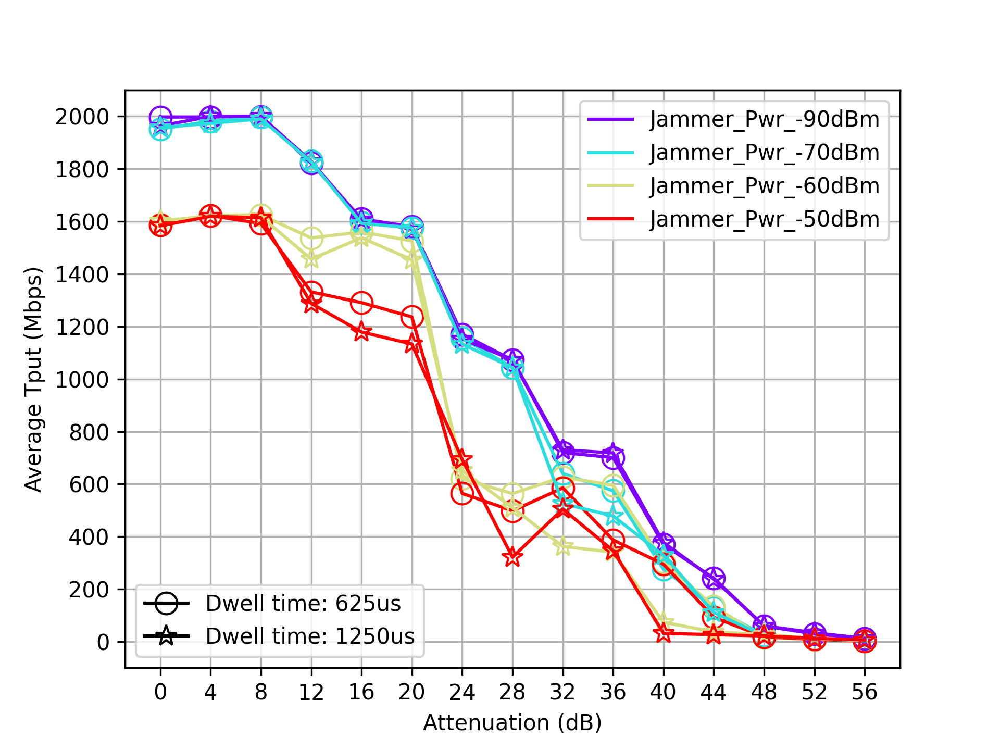 Jammer_Pwr_-90dBm
Jammer_Pwr_-70dBm
Jammer_Pwr_-60dBm
Jammer_Pwr_-50dBm
2000
1800
1600
1400
1200
1000
800
600
400
200
0
Average Tput (Mbps)
Dwell time: 625us
Dwell time: 1250us
0 4 8 12 16 20 24 28 32 36 40 44 48 52 56
Attenuation (dB)